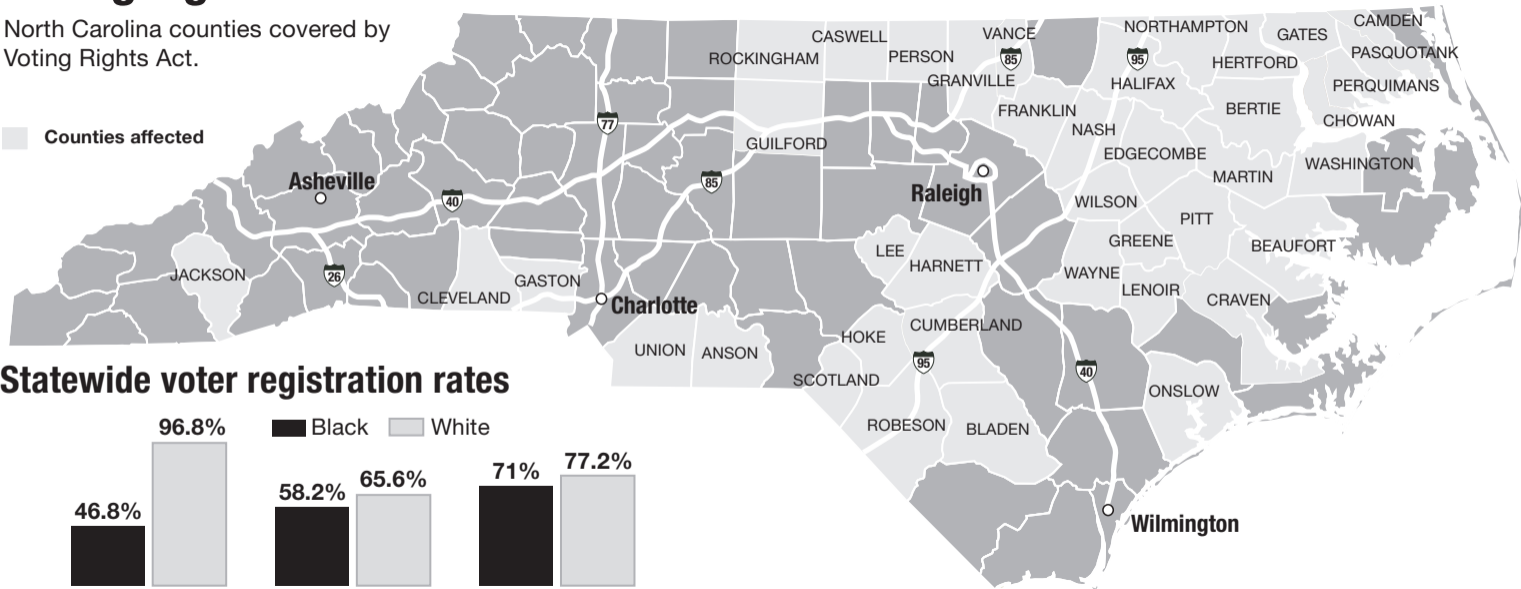 North Carolina counties covered by
Voting Rights Act.
Counties affected
NORTHAMPTON
CAMDEN
GATES
VANCE
CASWELL
PASQUOTANK
ROCKINGHAM
PERSON
85
95
HERTFORD
GRANVILLE
HALIFAX
PERQUIMANS
FRANKLIN
BERTIE
CHOWAN
77
NASH
GUILFORD
EDGECOMBE
WASHINGTON
MARTIN
Asheville
85
Raleigh
40
WILSON
PITT
GREENE
BEAUFORT
LEE
HARNETT
JACKSON
26
GASTON
WAYNE
LENOIR
CLEVELAND
CRAVEN
Charlotte
CUMBERLAND
HOKE
UNION
ANSON
95
40
SCOTLAND
ONSLOW
ROBESON
BLADEN
Wilmington
Statewide voter registration rates
Black
White
46.8%
96.8%
58.2%
65.6%
71%
77.2%